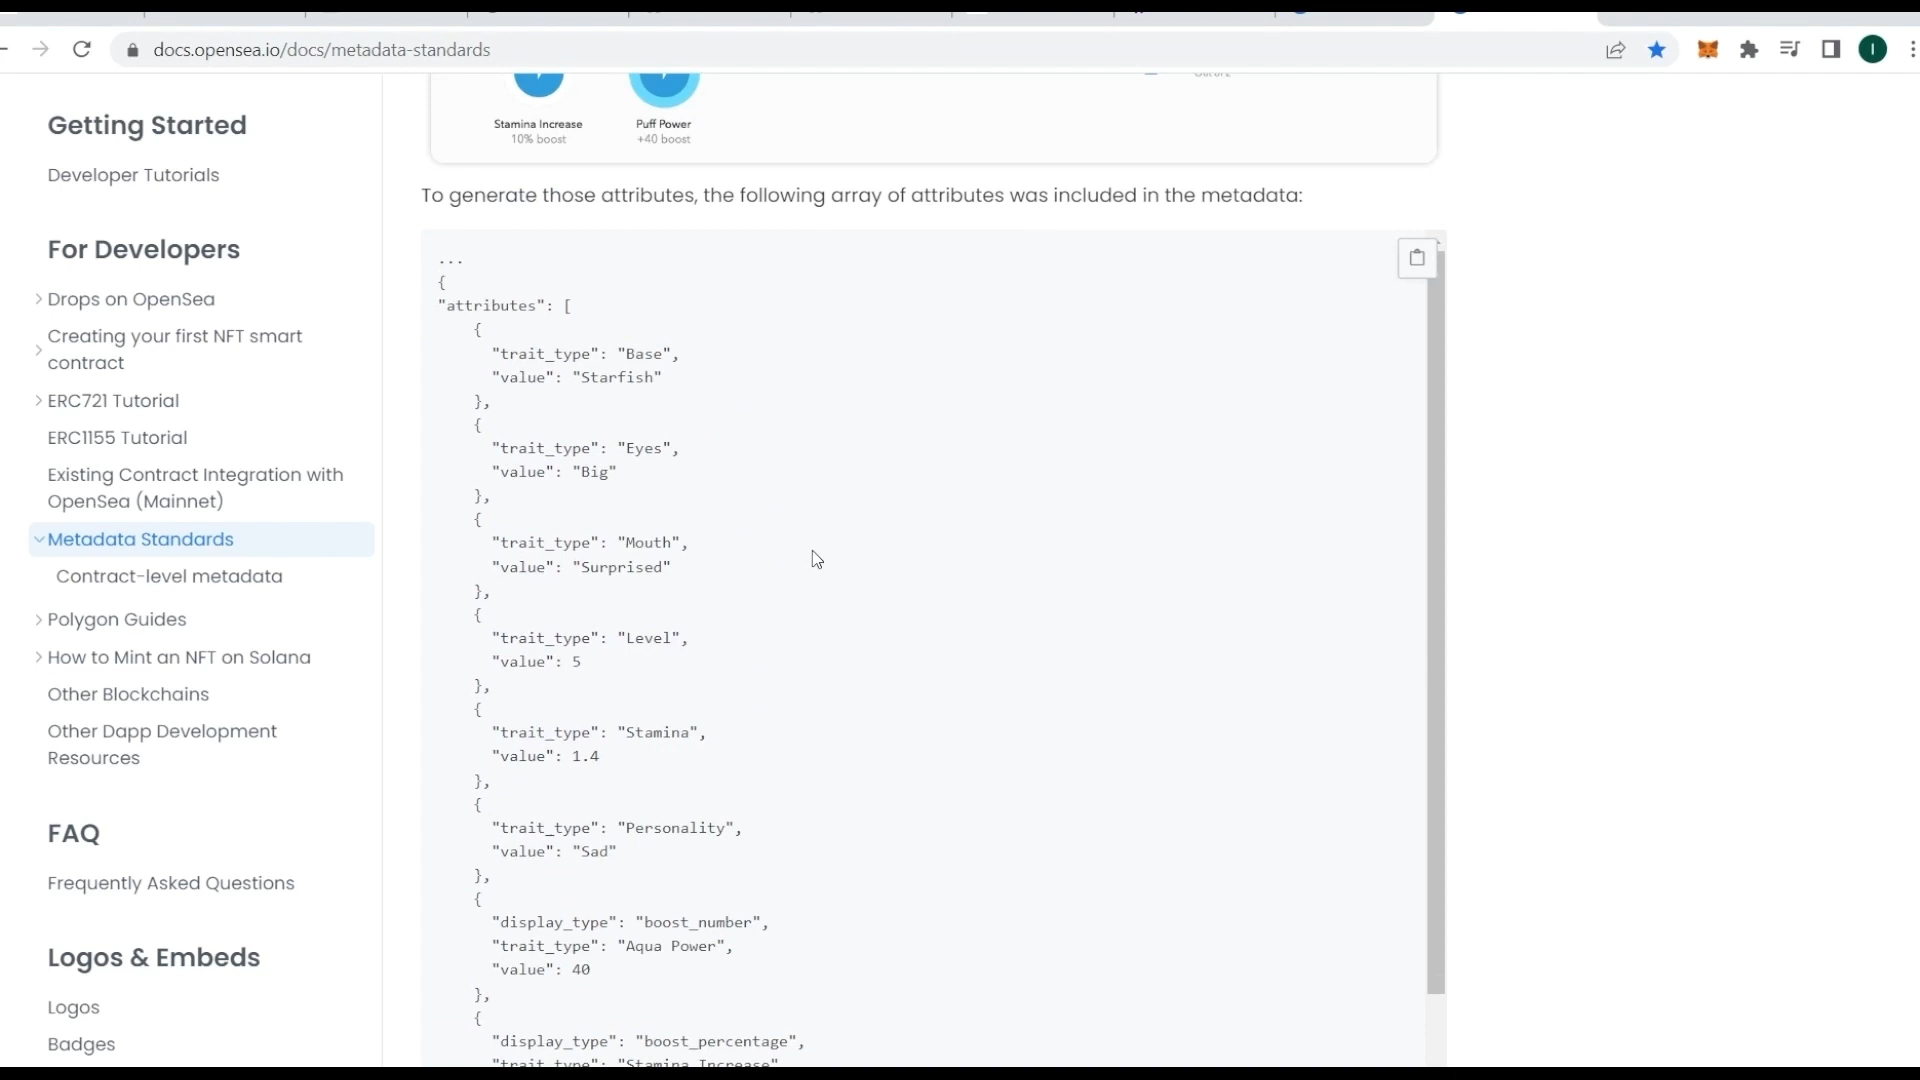 docs.opensea.io/docs/metadata-standards
I
Getting Started
Developer Tutorials
For Developers
Drops on OpenSea
Creating your first NFT smart
contract
ERC721 Tutorial
ERC1155 Tutorial
Existing Contract Integration with
OpenSea (Mainnet)
Metadata Standards
Contract-level metadata
Polygon Guides
How to Mint an NFT on Solana
Other Blockchains
Other Dapp Development
Resources
FAQ
Frequently Asked Questions
Logos & Embeds
Logos
Badges
Stamina Increase
10% boost
Puff Power
+40 boost
To generate those attributes, the following array of attributes was included in the metadata:
...
{
"attributes": [
{
"trait_type": "Base",
"value": "Starfish"
},
{
"trait_type": "Eyes",
"value": "Big"
},
{
"trait_type": "Mouth",
"value": "Surprised"
},
{
"trait_type": "Level",
"value": 5
},
{
"trait_type": "Stamina",
"value": 1.4
},
{
"trait_type": "Personality",
"value": "Sad"
},
{
"display_type": "boost_number",
"trait_type": "Aqua Power",
"value": 40
},
{
"display_type": "boost_percentage",
"trait_type": "Stamina Increase"